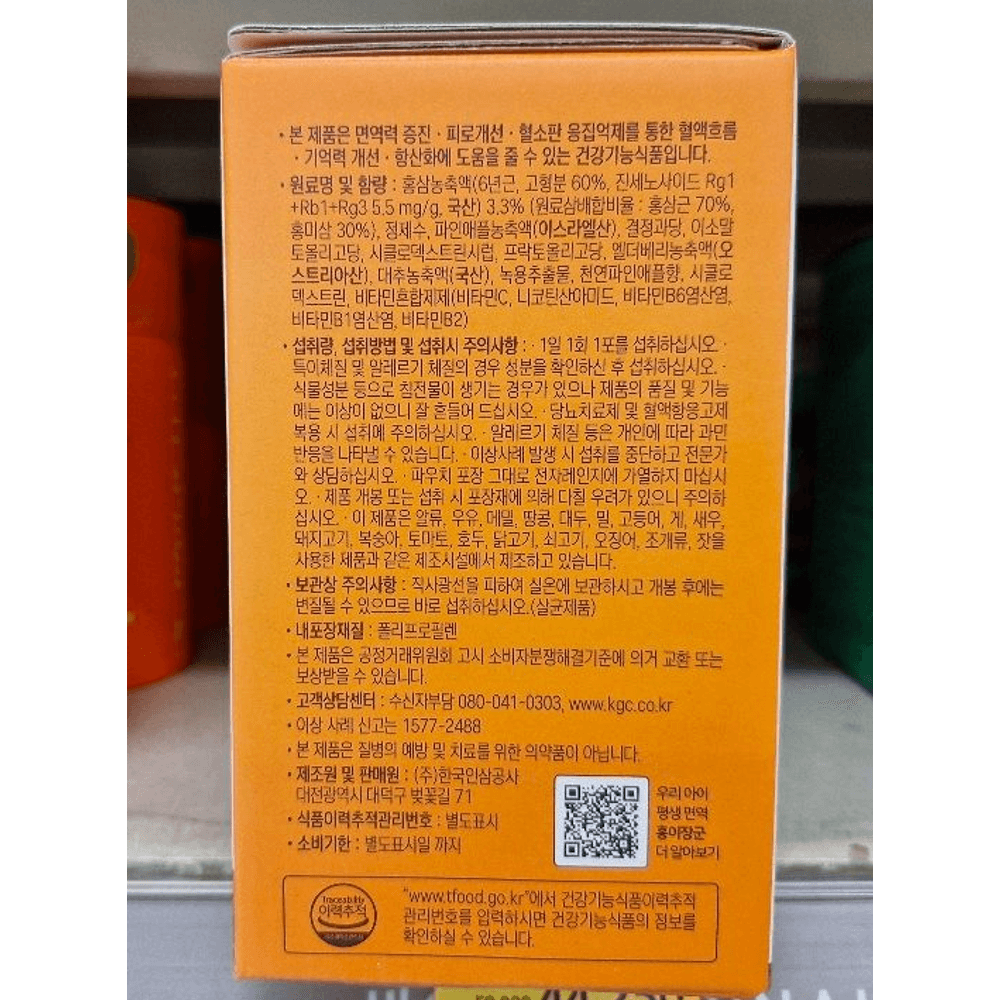 • 본 제품은 면역력 증진 · 피로개선 · 혈소판 응집억제를 통한 혈액흐름
· 기억력 개선 · 항산화에 도움을 줄 수 있는 건강기능식품입니다.
• 원료명 및 함량 : 홍삼농축액(6년근, 고형분 60%, 진세노사이드 Rg1
+Rb1+Rg3 5.5 mg/g, 국산) 3.3% {원료삼배합비율 : 홍삼근 70%,
홍미삼 30%}, 정제수, 파인애플농축액(이스라엘산), 결정과당, 이소말
토올리고당, 시클로덱스트린시럽, 프락토올리고당, 엘더베리농축액(오
스트리아산), 대추농축액(국산), 녹용추출물, 천연파인애플향, 시클로
덱스트린, 비타민혼합제제(비타민C, 니코틴산아미드, 비타민B6염산염,
비타민B1염산염, 비타민B2)
• 섭취량, 섭취방법 및 섭취시 주의사항 : · 1일 1회 1포를 섭취하십시오. ·
특이체질 및 알레르기 체질의 경우 성분을 확인하신 후 섭취하십시오. ·
식물성분 등으로 침전물이 생기는 경우가 있으나 제품의 품질 및 기능
에는 이상이 없으니 잘 흔들어 드십시오. · 당뇨치료제 및 혈액항응고제
복용 시 섭취에 주의하십시오. · 알레르기 체질 등은 개인에 따라 과민
반응을 나타낼 수 있습니다. · 이상사례 발생 시 섭취를 중단하고 전문가
와 상담하십시오. · 파우치 포장 그대로 전자레인지에 가열하지 마십시
오. · 제품 개봉 또는 섭취 시 포장재에 의해 다칠 우려가 있으니 주의하
십시오. · 이 제품은 알류, 우유, 메밀, 땅콩, 대두, 밀, 고등어, 게, 새우,
돼지고기, 복숭아, 토마토, 호두, 닭고기, 쇠고기, 오징어, 조개류, 잣을
사용한 제품과 같은 제조시설에서 제조하고 있습니다.
• 보관상 주의사항 : 직사광선을 피하여 실온에 보관하시고 개봉 후에는
변질될 수 있으므로 바로 섭취하십시오.(살균제품)
• 내포장재질 : 폴리프로필렌
• 본 제품은 공정거래위원회 고시 소비자분쟁해결기준에 의거 교환 또는
보상받을 수 있습니다.
• 고객상담센터 : 수신자부담 080-041-0303, www.kgc.co.kr
• 이상 사례 신고는 1577-2488
• 본 제품은 질병의 예방 및 치료를 위한 의약품이 아닙니다.
• 제조원 및 판매원 : (주)한국인삼공사
대전광역시 대덕구 벚꽃길 71
• 식품이력추적관리번호 : 별도표시
• 소비기한 : 별도표시일 까지
우리 아이
평생 면역
홍이장군
더 알아보기
Traceability
이력추적
"www.tfood.go.kr"에서 건강기능식품이력추적
관리번호를 입력하시면 건강기능식품의 정보를
확인하실 수 있습니다.